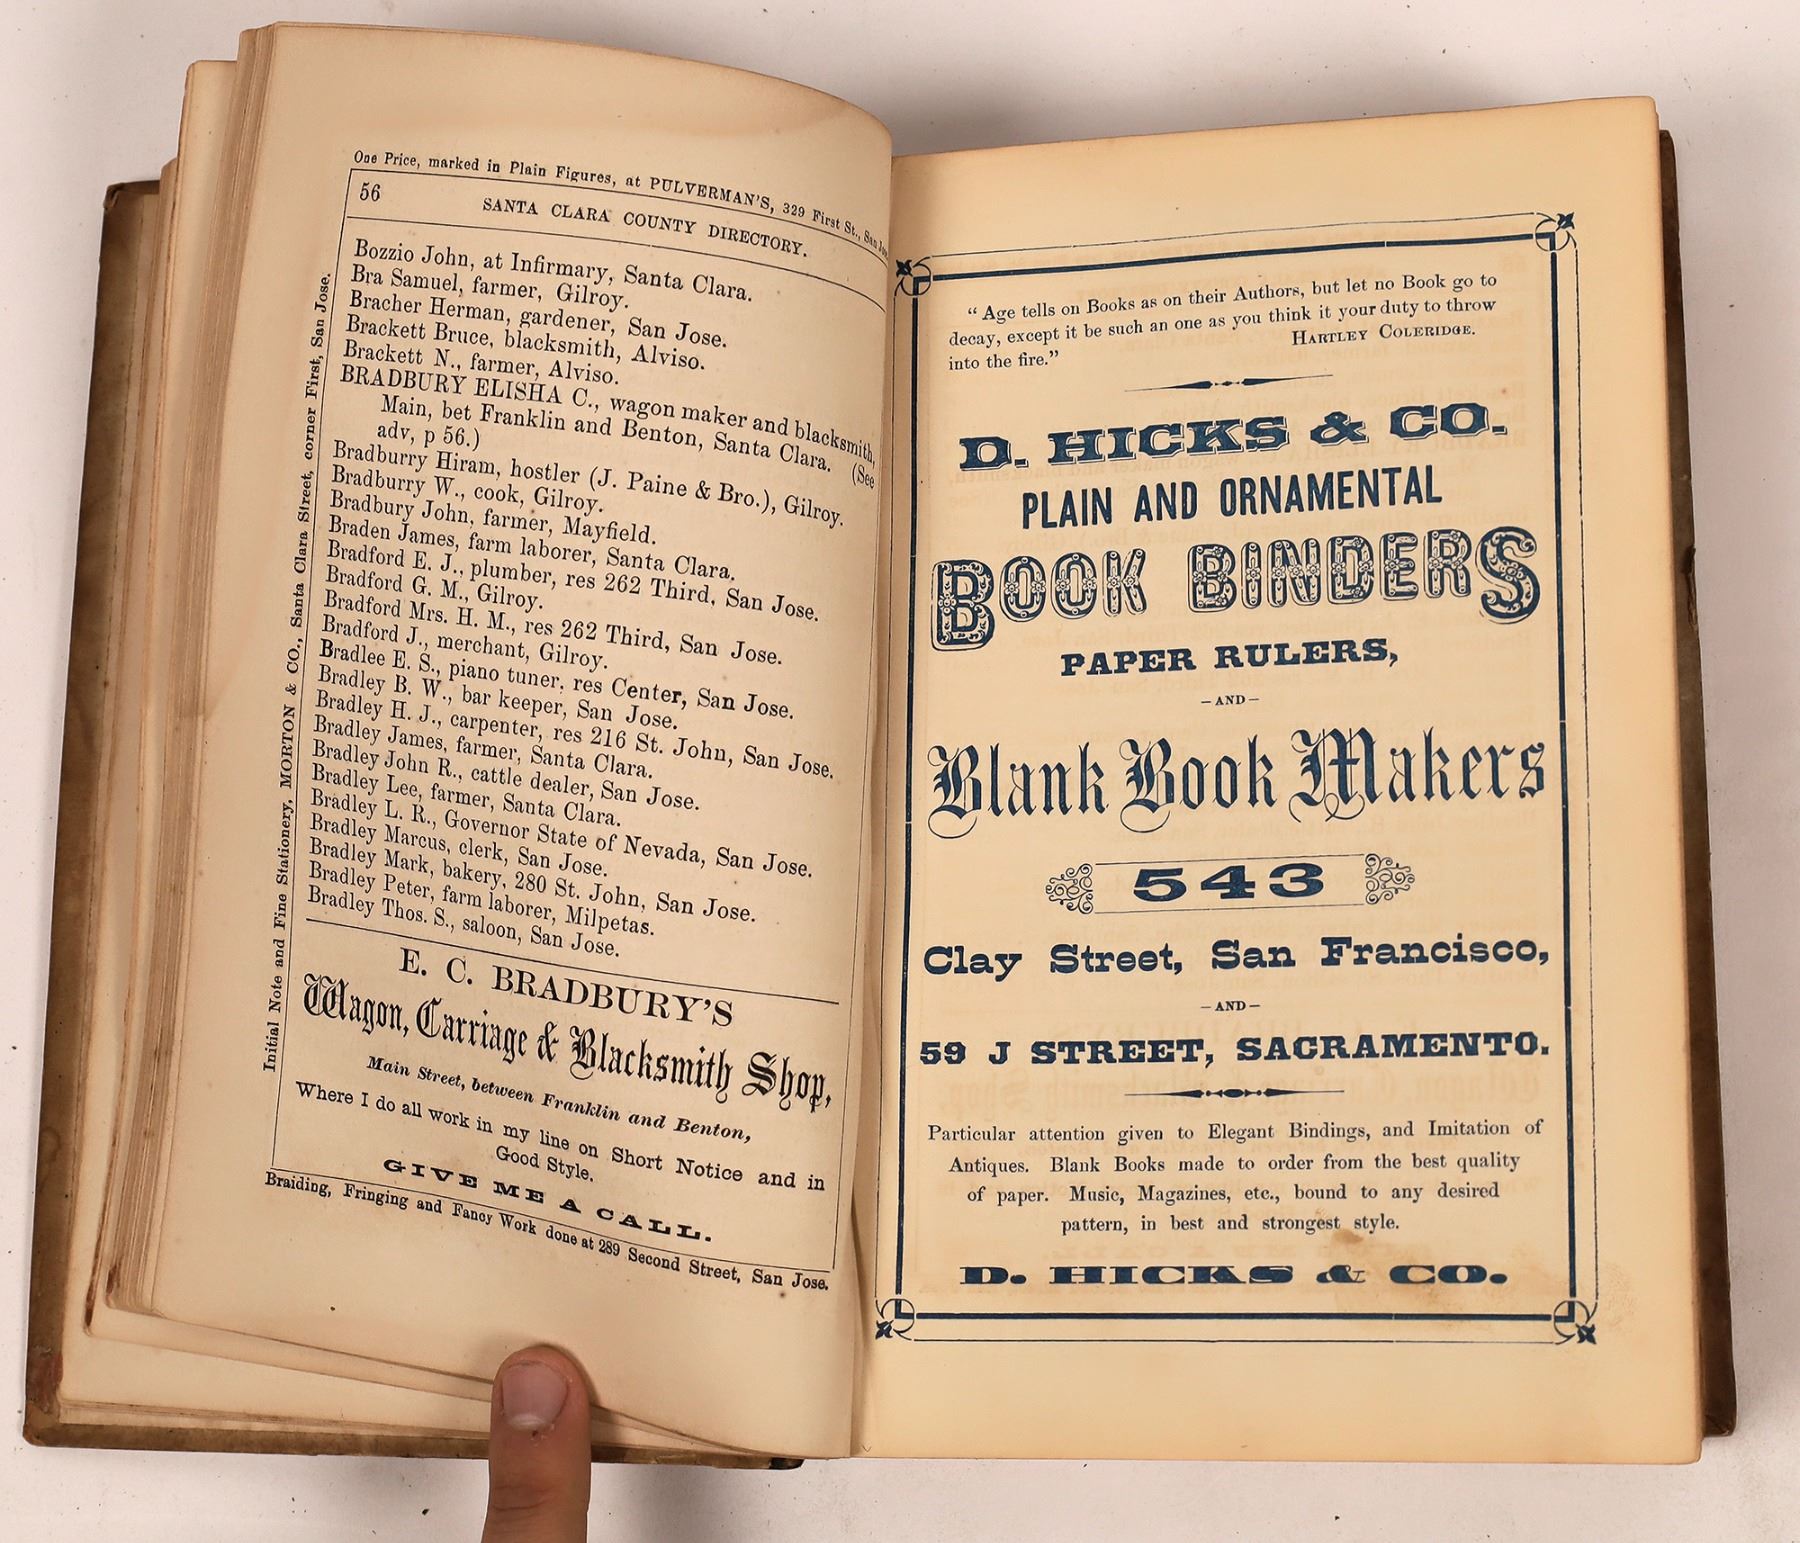 One Price, marked in Plain Figures, at PULVERMAN'S, 329 First St., San Jose
56
SANTA CLARA COUNTY DIRECTORY.
Bozzio John, at Infirmary, Santa Clara.
Bra Samuel, farmer, Gilroy.
Bracher Herman, gardener, San Jose.
Brackett Bruce, blacksmith, Alviso.
Brackett N., farmer, Alviso.
BRADBURY ELISHA C., wagon maker and blacksmith,
Main, bet Franklin and Benton, Santa Clara. (See
adv, p 56.)
Bradburry Hiram, hostler (J. Paine & Bro.), Gilroy.
Bradburry W., cook, Gilroy.
Bradbury John, farmer, Mayfield.
Braden James, farm laborer, Santa Clara.
Bradford E. J., plumber, res 262 Third, San Jose.
Bradford G. M., Gilroy.
Bradford Mrs. H. M., res 262 Third, San Jose.
Bradford J., merchant, Gilroy.
Bradlee E. S., piano tuner, res Center, San Jose.
Bradley B. W., bar keeper, San Jose.
Bradley H. J., carpenter, res 216 St. John, San Jose.
Bradley James, farmer, Santa Clara.
Bradley John R., cattle dealer, San Jose.
Bradley Lee, farmer, Santa Clara.
Bradley L. R., Governor State of Nevada, San Jose.
Bradley Marcus, clerk, San Jose.
Bradley Mark, bakery, 280 St. John, San Jose.
Bradley Peter, farm laborer, Milpetas.
Bradley Thos. S., saloon, San Jose.
E. C. BRADBURY'S
Wagon, Carriage & Blacksmith Shop,
Main Street, between Franklin and Benton,
Where I do all work in my line on Short Notice and in
Good Style.
GIVE ME A CALL.
Braiding, Fringing and Fancy Work done at 289 Second Street, San Jose.
Initial Note and Fine Stationery, MORTON & CO., Santa Clara Street, corner First, San Jose.
"Age tells on Books as on their Authors, but let no Book go to
decay, except it be such an one as you think it your duty to throw
into the fire."
HARTLEY COLERIDGE.
D. HICKS & CO.
PLAIN AND ORNAMENTAL
BOOK BINDERS
PAPER RULERS,
—AND—
Blank Book Makers
543
Clay Street, San Francisco,
—AND—
59 J STREET, SACRAMENTO.
Particular attention given to Elegant Bindings, and Imitation of
Antiques. Blank Books made to order from the best quality
of paper. Music, Magazines, etc., bound to any desired
pattern, in best and strongest style.
D. HICKS & CO.